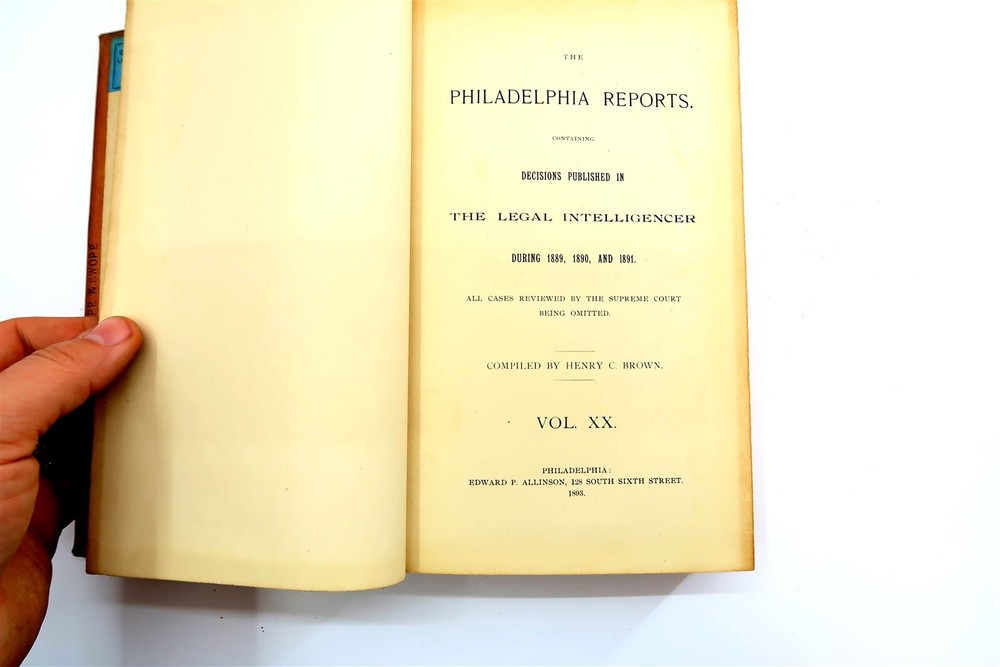 THE
PHILADELPHIA REPORTS.
CONTAINING
DECISIONS PUBLISHED IN
THE LEGAL INTELLIGENCER
DURING 1889, 1890, AND 1891.
ALL CASES REVIEWED BY THE SUPREME COURT
BEING OMITTED.
COMPILED BY HENRY C. BROWN.
VOL. XX.
PHILADELPHIA:
EDWARD P. ALLINSON, 128 SOUTH SIXTH STREET.
1893.